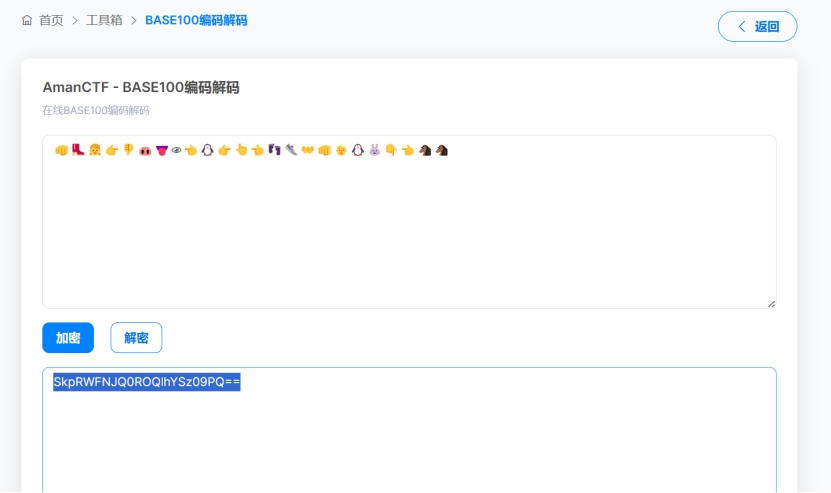 首页 > 工具箱 > BASE100编码解码
返回
AmanCTF - BASE100编码解码
在线BASE100编码解码
👊👢👱👉👎🐽👅👁👈🐧👉👆👈👣👟👐👊🌞🐧🐰👇👈🐴🐴
加密 解密
SkpRWFNJQ0ROQlhYSz09PQ==